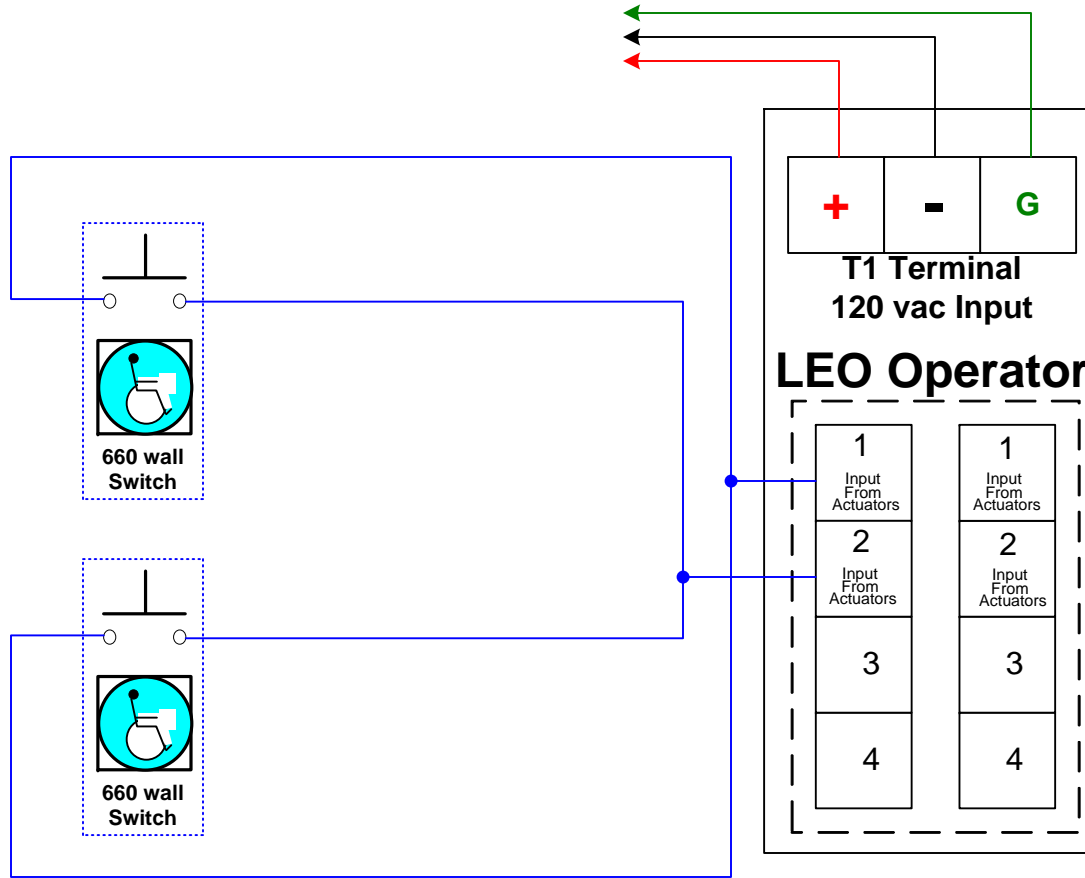 + - G
T1 Terminal
120 vac Input
LEO Operator
660 wall
Switch
660 wall
Switch
1
Input
From
Actuators
2
Input
From
Actuators
3
4
1
Input
From
Actuators
2
Input
From
Actuators
3
4